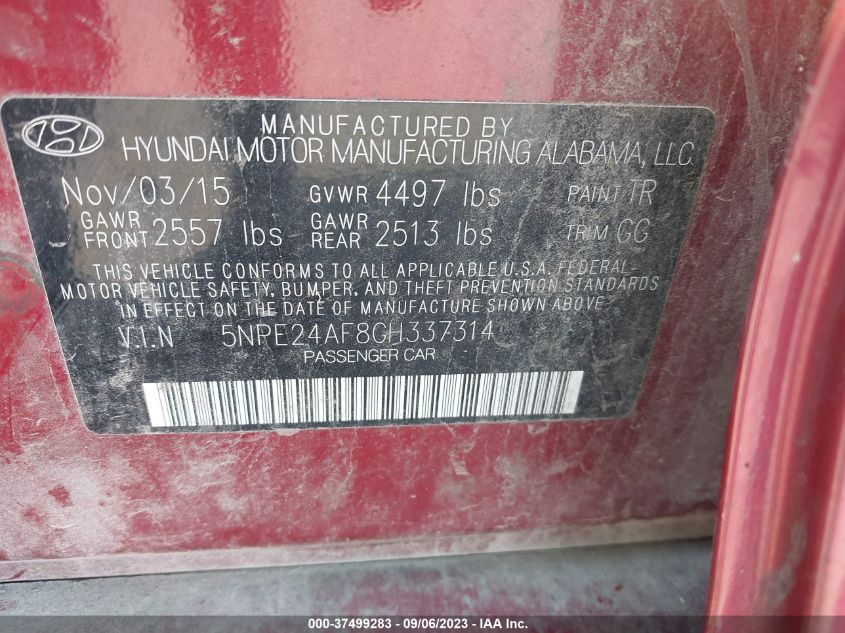 MANUFACTURED BY
HYUNDAI MOTOR MANUFACTURING ALABAMA, LLC
Nov/03/15 GVWR 4497 lbs PAINT TR
GAWR FRONT 2557 lbs GAWR REAR 2513 lbs TRIM GG
THIS VEHICLE CONFORMS TO ALL APPLICABLE U.S.A. FEDERAL
MOTOR VEHICLE SAFETY, BUMPER, AND THEFT PREVENTION STANDARDS
IN EFFECT ON THE DATE OF MANUFACTURE SHOWN ABOVE.
V.I.N 5NPE24AF8GH337314
PASSENGER CAR
000-37499283 - 09/06/2023 - IAA Inc.